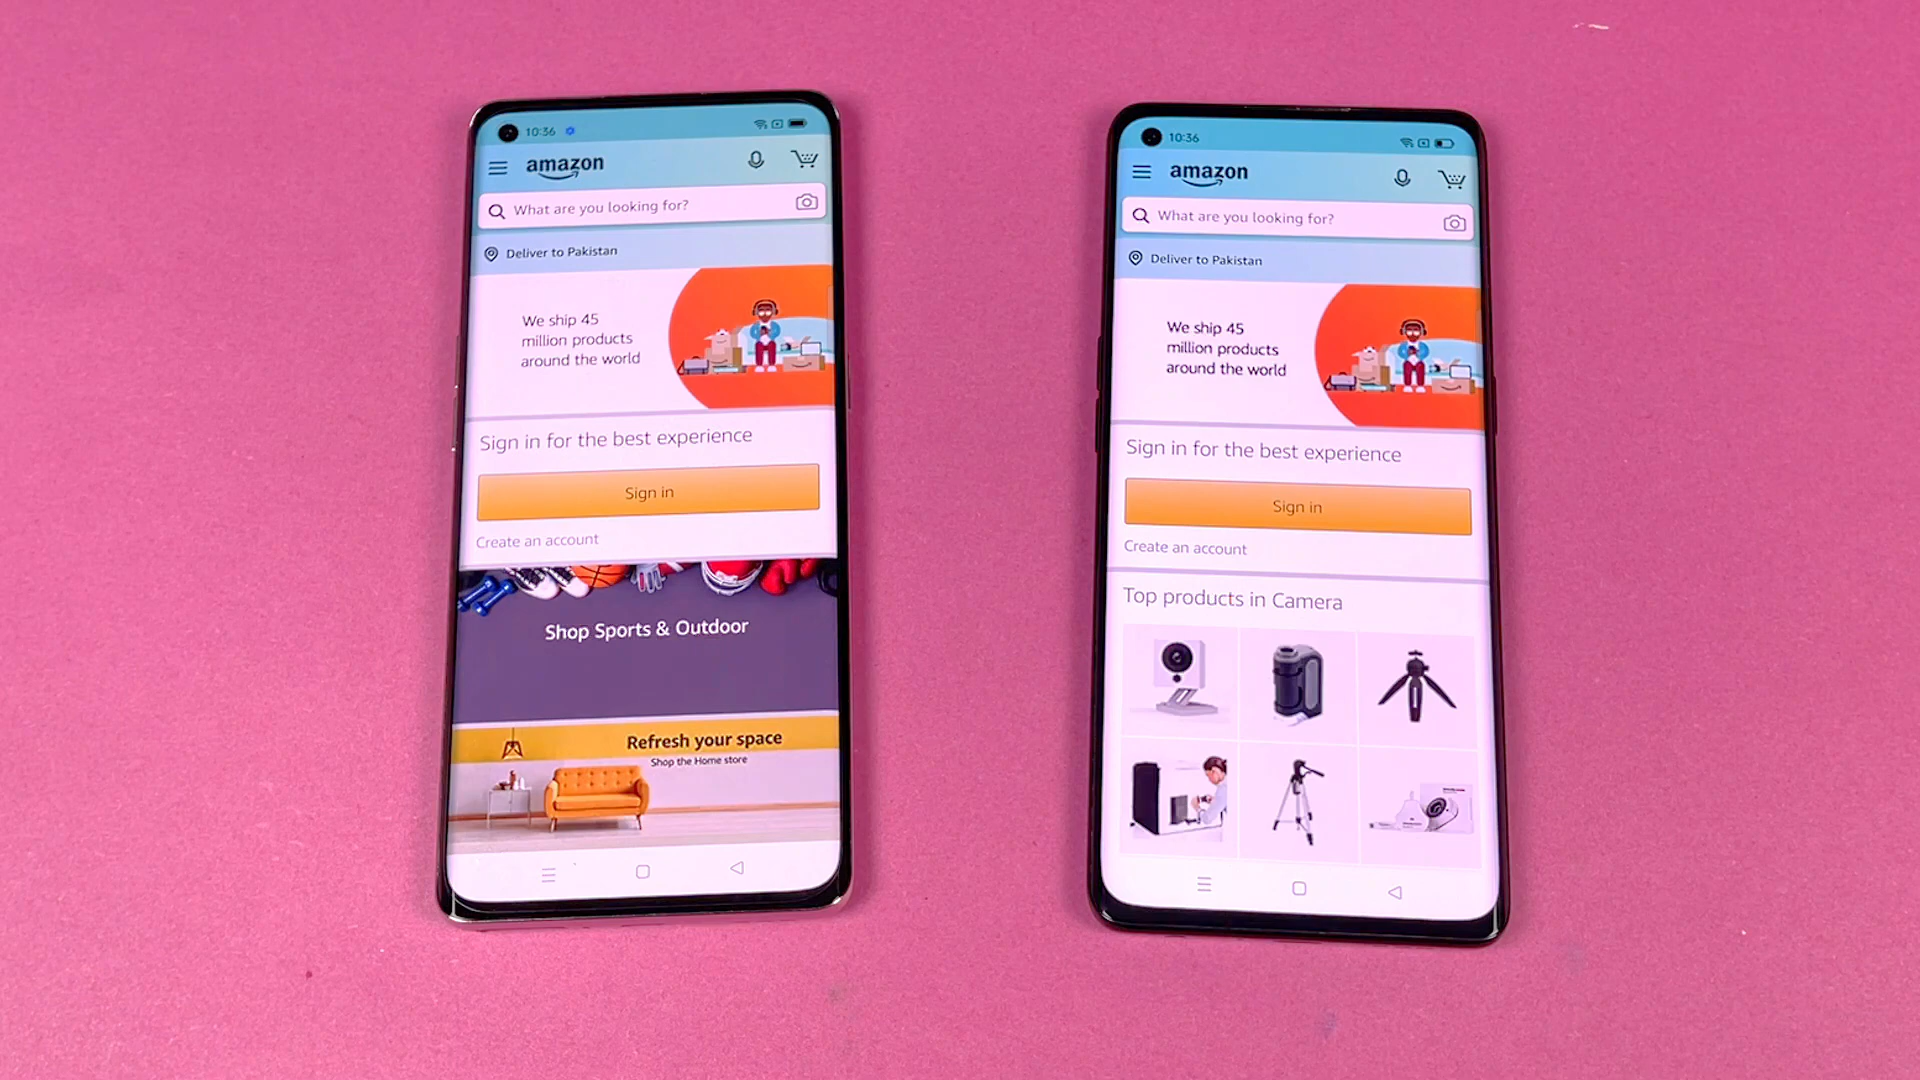 10:36
amazon
What are you looking for?
Deliver to Pakistan
We ship 45
million products
around the world
Sign in for the best experience
Sign in
Create an account
Shop Sports & Outdoor
Refresh your space
Shop the Home store
10:36
amazon
What are you looking for?
Deliver to Pakistan
We ship 45
million products
around the world
Sign in for the best experience
Sign in
Create an account
Top products in Camera